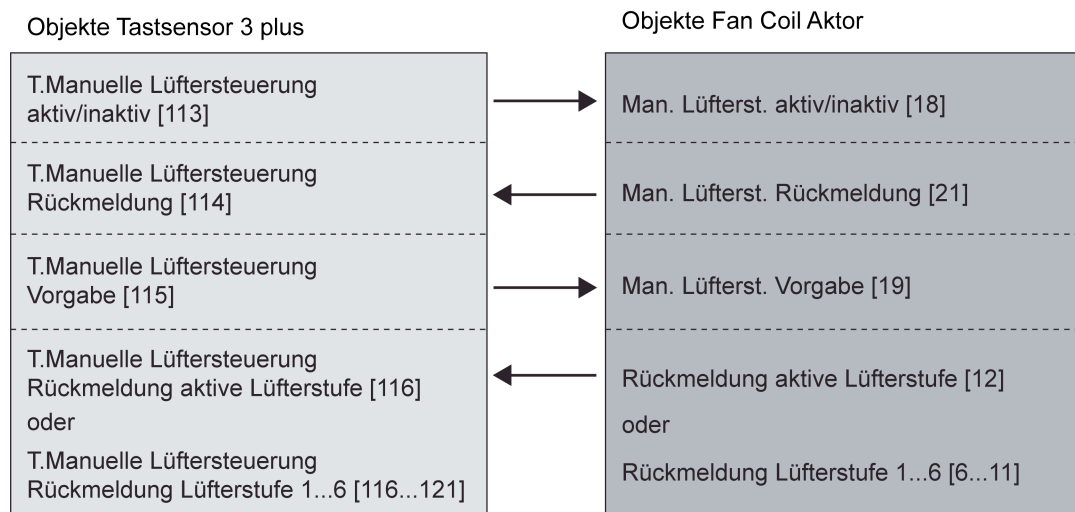 Objekte Tastsensor 3 plus
Objekte Fan Coil Aktor
T.Manuelle Lüftersteuerung
aktiv/inaktiv [113]
Man. Lüfterst. aktiv/inaktiv [18]
T.Manuelle Lüftersteuerung
Rückmeldung [114]
Man. Lüfterst. Rückmeldung [21]
T.Manuelle Lüftersteuerung
Vorgabe [115]
Man. Lüfterst. Vorgabe [19]
T.Manuelle Lüftersteuerung
Rückmeldung aktive Lüfterstufe [116]
oder
T.Manuelle Lüftersteuerung
Rückmeldung Lüfterstufe 1...6 [116...121]
Rückmeldung aktive Lüfterstufe [12]
oder
Rückmeldung Lüfterstufe 1...6 [6...11]